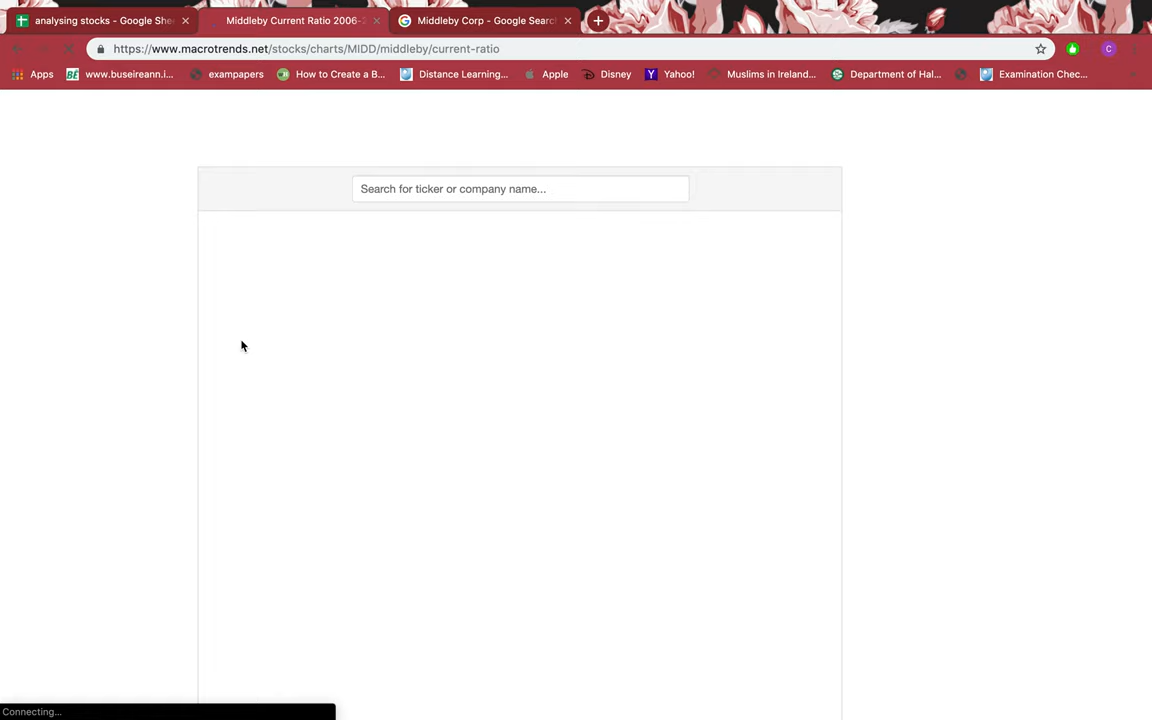 analysing stocks - Google She
Middleby Current Ratio 2006-
Middleby Corp - Google Search
https://www.macrotrends.net/stocks/charts/MIDD/middleby/current-ratio
C
Apps
BÉ www.buseireann.i...
exampapers
How to Create a B...
Distance Learning...
Apple
Disney
Y Yahoo!
Muslims in Ireland...
Department of Hal...
Examination Chec...
Search for ticker or company name...
Connecting...